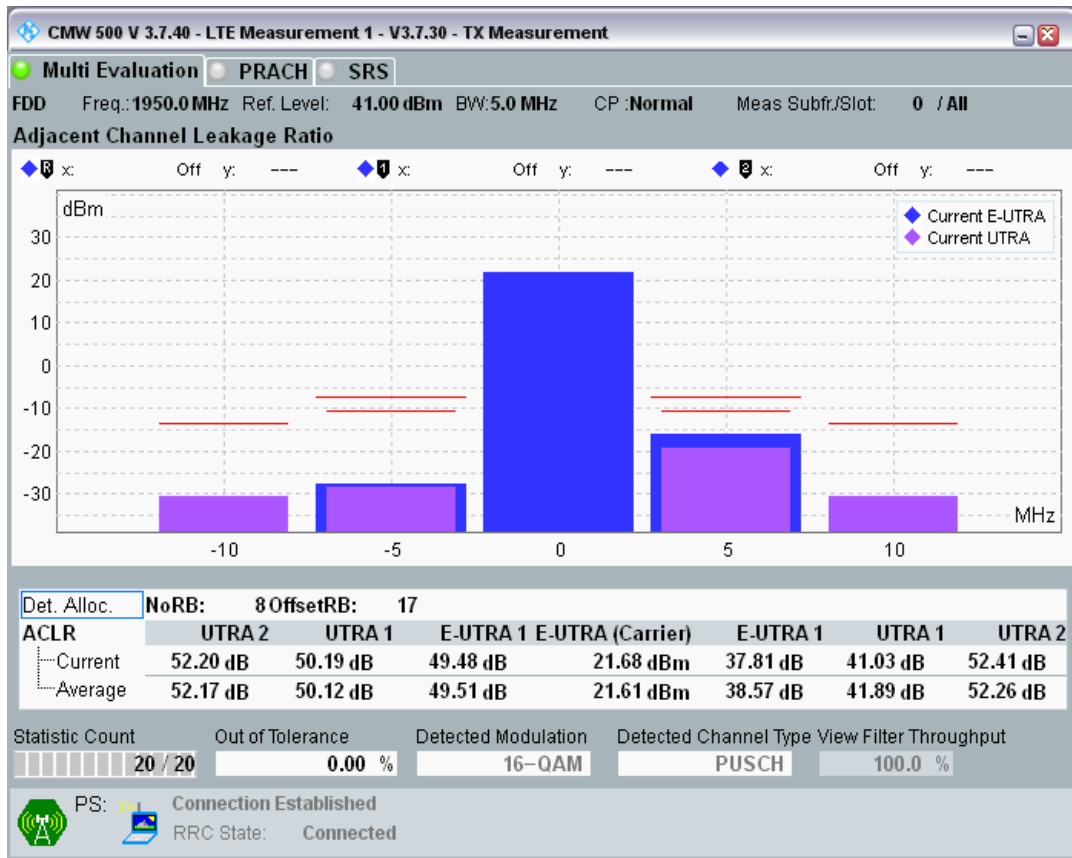 CMW 500 V 3.7.40 - LTE Measurement 1 - V3.7.30 - TX Measurement
Multi Evaluation PRACH SRS
FDD Freq.: 1950.0 MHz Ref. Level: 41.00 dBm BW: 5.0 MHz CP : Normal Meas Subfr./Slot: 0 / All
Adjacent Channel Leakage Ratio
R x: Off y: --- 1 x: Off y: --- 2 x: Off y: ---
dBm
Current E-UTRA
Current UTRA
30
20
10
0
-10
-20
-30
MHz
-10 -5 0 5 10
Det. Alloc. NoRB: 8 OffsetRB: 17
ACLR UTRA 2 UTRA 1 E-UTRA 1 E-UTRA (Carrier) E-UTRA 1 UTRA 1 UTRA 2
Current 52.20 dB 50.19 dB 49.48 dB 21.68 dBm 37.81 dB 41.03 dB 52.41 dB
Average 52.17 dB 50.12 dB 49.51 dB 21.61 dBm 38.57 dB 41.89 dB 52.26 dB
Statistic Count Out of Tolerance Detected Modulation Detected Channel Type View Filter Throughput
20 / 20 0.00 % 16-QAM PUSCH 100.0 %
PS: Connection Established
RRC State: Connected